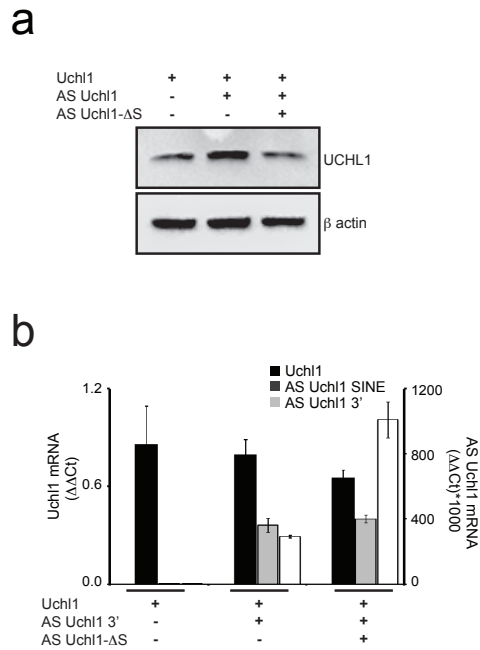 a
Uchl1 + + +
AS Uchl1 - + +
AS Uchl1-ΔS - - +
UCHL1
β actin
b
Uchl1
AS Uchl1 SINE
AS Uchl1 3'
1.2
0.6
0.0
Uchl1 mRNA
(ΔΔCt)
1200
800
400
0
AS Uchl1 mRNA
(ΔΔCt)*1000
Uchl1 + + +
AS Uchl1 3' - + +
AS Uchl1-ΔS - - +